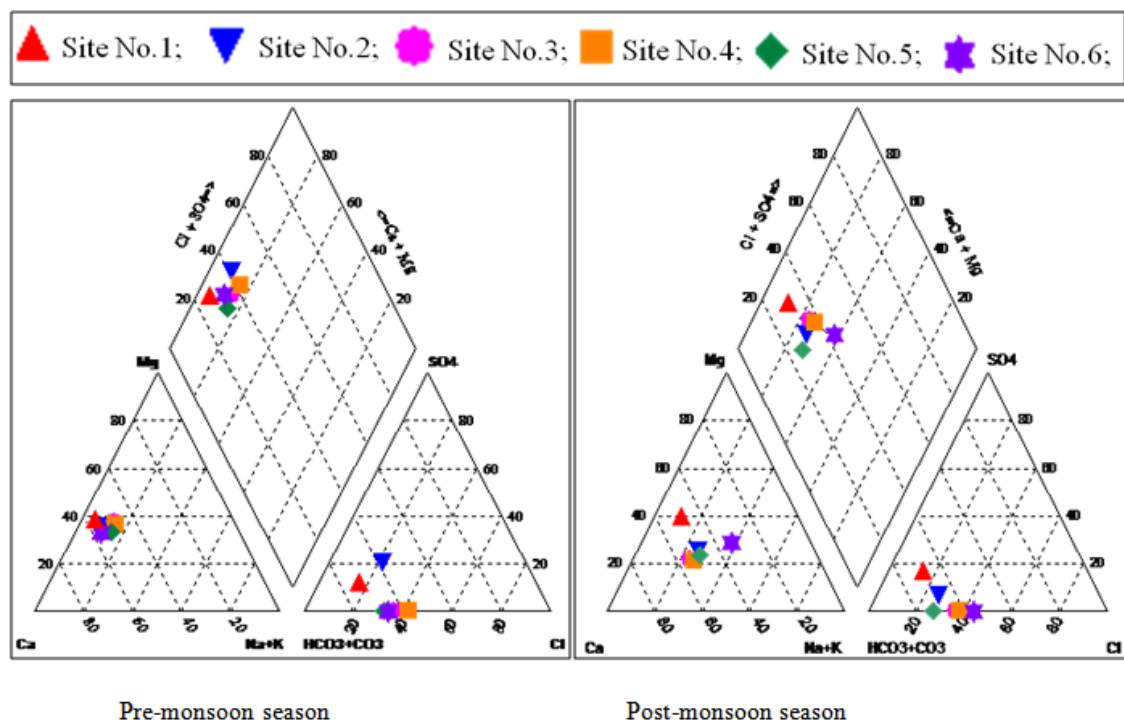 Site No.1; Site No.2; Site No.3; Site No.4; Site No.5; Site No.6;
80 80 80 80
60 60 60 60
Cl + SO4=> <=Ca + Mg Cl + SO4=> <=Ca + Mg
40 40 40 40
20 20 20 20
Mg SO4 Mg SO4
80 80 80 80
60 60 60 60
40 40 40 40
20 20 20 20
80 60 40 20 20 40 60 80 80 60 40 20 20 40 60 80
Ca Na+K HCO3+CO3 Cl Ca Na+K HCO3+CO3 Cl
Pre-monsoon season Post-monsoon season